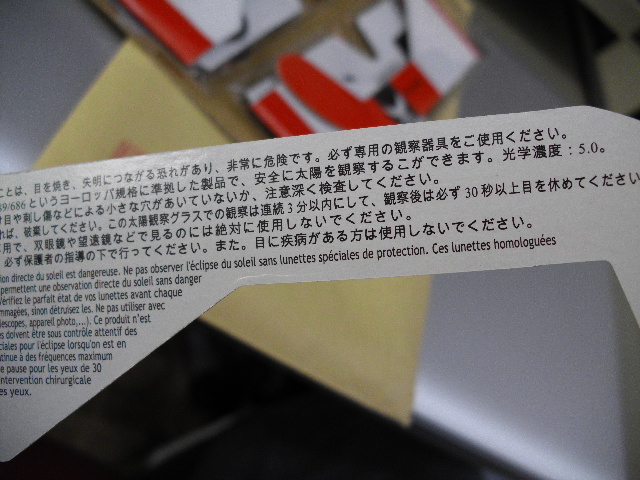 ことは、目を焼き、失明につながる恐れがあり、非常に危険です。必ず専用の観察器具をご使用ください。
89/686というヨーロッパ規格に準拠した製品で、安全に太陽を観察するこができます。光学濃度：5.0。
目や刺し傷などによる小さな穴があいていないか、注意深く検査してください。
れば、破棄してください。この太陽観察グラスでの観察は連続3分以内にして、観察後は必ず30秒以上目を休めてください
用で、双眼鏡や望遠鏡などで見るのには絶対に使用しないでください。
必ず保護者の指導の下で行ってください。また。目に疾病がある方は使用しないでください。
ion directe du soleil est dangereuse. Ne pas observer l'éclipse du soleil sans lunettes spéciales de protection. Ces lunettes homologuées
permettent une observation directe du soleil sans danger
Vérifiez le parfait état de vos lunettes avant chaque
mmagées, sinon détruisez les. Ne pas utiliser avec
lescopes, appareil photo,...). Ce produit n'est
es doivent être sous contrôle attentif des
ciales pour l'éclipse lorsqu'on est en
ntinue à des fréquences maximum
e pause pour les yeux de 30
intervention chirurgicale
es yeux.